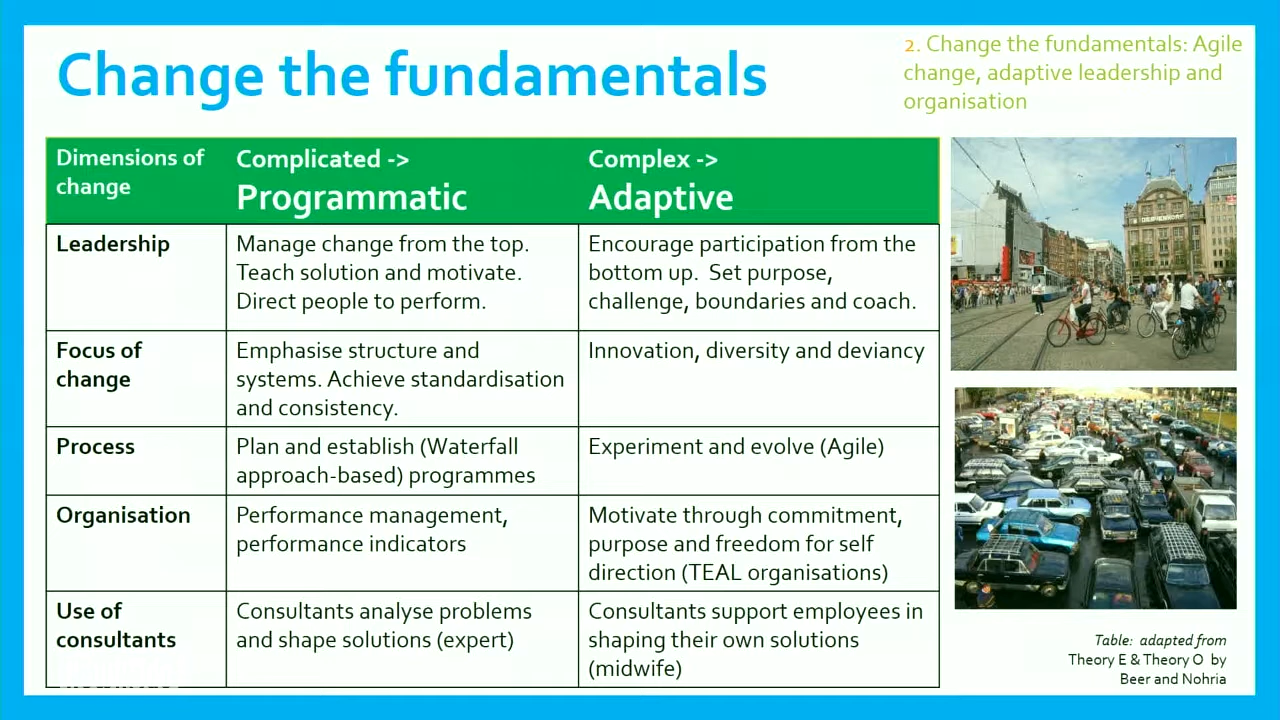 Change the fundamentals
2. Change the fundamentals: Agile
change, adaptive leadership and
organisation
Dimensions of
change
Complicated ->
Programmatic
Complex ->
Adaptive
Leadership
Manage change from the top.
Teach solution and motivate.
Direct people to perform.
Encourage participation from the
bottom up. Set purpose,
challenge, boundaries and coach.
Focus of
change
Emphasise structure and
systems. Achieve standardisation
and consistency.
Innovation, diversity and deviancy
Process
Plan and establish (Waterfall
approach-based) programmes
Experiment and evolve (Agile)
Organisation
Performance management,
performance indicators
Motivate through commitment,
purpose and freedom for self
direction (TEAL organisations)
Use of
consultants
Consultants analyse problems
and shape solutions (expert)
Consultants support employees in
shaping their own solutions
(midwife)
Table: adapted from
Theory E & Theory O by
Beer and Nohria